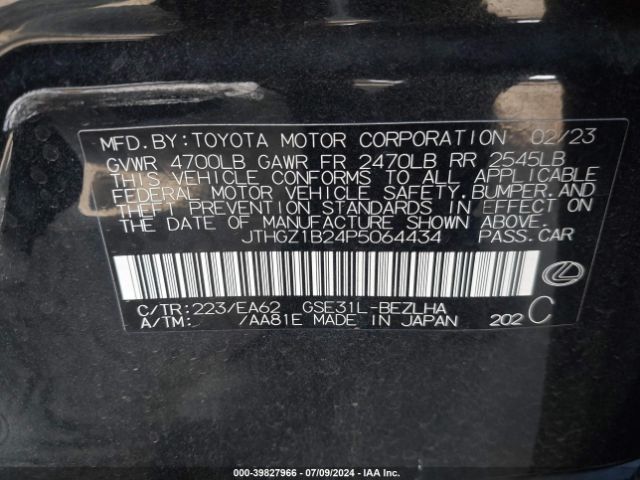 MFD.BY:TOYOTA MOTOR CORPORATION 02/23
GVWR 4700LB GAWR FR 2470LB RR 2545LB
THIS VEHICLE CONFORMS TO ALL APPLICABLE
FEDERAL MOTOR VEHICLE SAFETY,BUMPER,AND
THEFT PREVENTION STANDARDS IN EFFECT ON
THE DATE OF MANUFACTURE SHOWN ABOVE.
JTHGZ1B24P5064434 PASS.CAR
C/TR:223/EA62 GSE31L-BEZLHA
A/TM: /AA81E MADE IN JAPAN 202 C
000-39827966 | 07/09/2024 - IAA Inc.